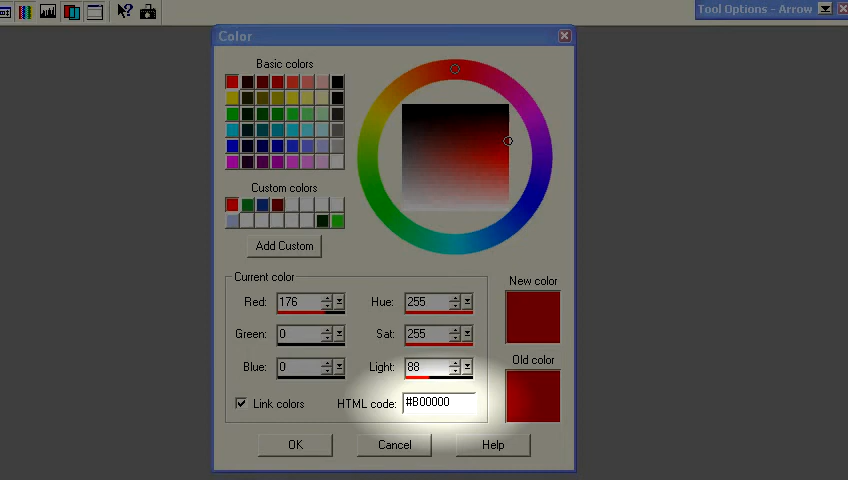 Tool Options - Arrow
Color
Basic colors
Custom colors
Add Custom
Current color
Red: 176
Hue: 255
Green: 0
Sat: 255
Blue: 0
Light: 88
Link colors
HTML code: #B00000
New color
Old color
OK
Cancel
Help